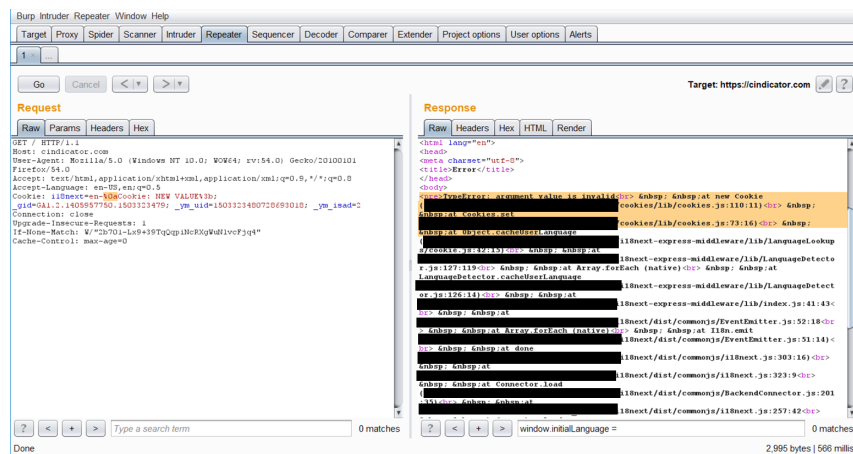 Burp Intruder Repeater Window Help
Target Proxy Spider Scanner Intruder Repeater Sequencer Decoder Comparer Extender Project options User options Alerts
1 × ...
Go Cancel < | ▾ > | ▾ Target: https://cindicator.com ?
Request
Raw Params Headers Hex
GET / HTTP/1.1
Host: cindicator.com
User-Agent: Mozilla/5.0 (Windows NT 10.0; WOW64; rv:54.0) Gecko/20100101
Firefox/54.0
Accept: text/html,application/xhtml+xml,application/xml;q=0.9,*/*;q=0.8
Accept-Language: en-US,en;q=0.5
Cookie: i18next=en-%0aCookie: NEW VALUE%3b;
_gid=GA1.2.1405957750.1503323479; _ym_uid=1503323480728693018; _ym_isad=2
Connection: close
Upgrade-Insecure-Requests: 1
If-None-Match: W/"2b701-Lx9+39TqQqpiNcRXgWuN1vcFjq4"
Cache-Control: max-age=0
? < + > Type a search term 0 matches
Response
Raw Headers Hex HTML Render
<html lang="en">
<head>
<meta charset="utf-8">
<title>Error</title>
</head>
<body>
<pre>TypeError: argument value is invalid<br> &nbsp; &nbsp;at new Cookie
( /cookies/lib/cookies.js:110:11)<br> &nbsp;
&nbsp;at Cookies.set
/cookies/lib/cookies.js:73:16)<br> &nbsp;
&nbsp;at Object.cacheUserLanguage
( i18next-express-middleware/lib/LanguageLookup
s/cookie.js:42:15)<br> &nbsp; &nbsp;at
i18next-express-middleware/lib/LanguageDetecto
r.js:127:119<br> &nbsp; &nbsp;at Array.forEach (native)<br> &nbsp; &nbsp;at
LanguageDetector.cacheUserLanguage
i18next-express-middleware/lib/LanguageDetect
or.js:126:14)<br> &nbsp; &nbsp;at
i18next-express-middleware/lib/index.js:41:43<
br> &nbsp; &nbsp;at
i18next/dist/commonjs/EventEmitter.js:52:18<br
> &nbsp; &nbsp;at Array.forEach (native)<br> &nbsp; &nbsp;at I18n.emit
i18next/dist/commonjs/EventEmitter.js:51:14)<
br> &nbsp; &nbsp;at done
i18next/dist/commonjs/i18next.js:303:16)<br>
&nbsp; &nbsp;at
i18next/dist/commonjs/i18next.js:323:9<br>
&nbsp; &nbsp;at Connector.load
( i18next/dist/commonjs/BackendConnector.js:201
:35)<br> &nbsp; &nbsp;at
i18next/dist/commonjs/i18next.js:257:42<br>
? < + > window.initialLanguage = 0 matches
Done 2,995 bytes | 566 millis